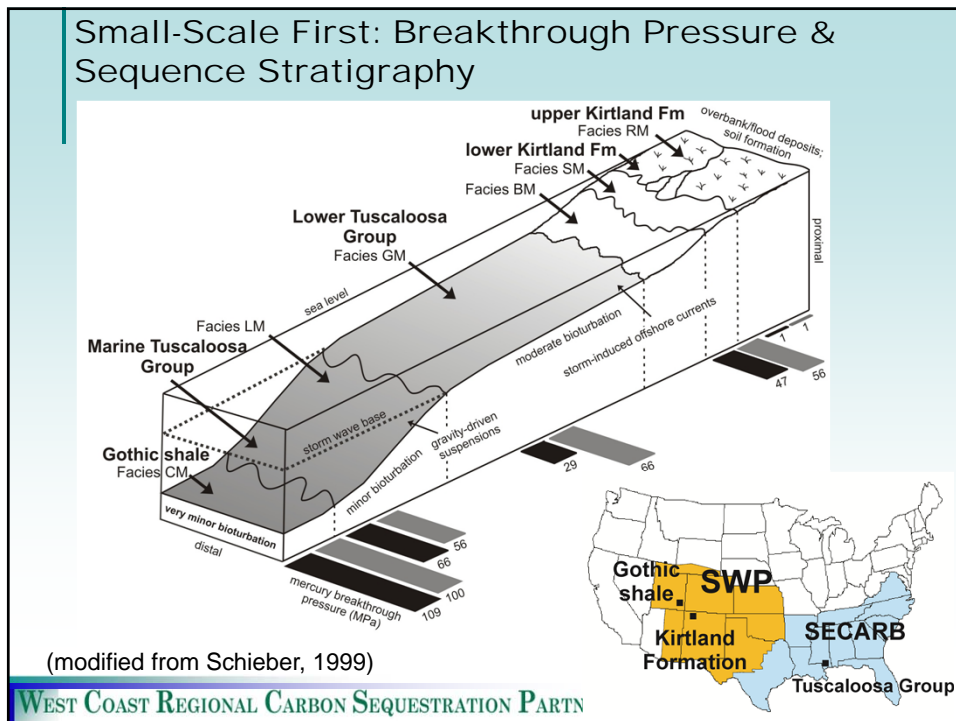 Small-Scale First: Breakthrough Pressure &
Sequence Stratigraphy
upper Kirtland Fm
Facies RM
overbank/flood deposits;
soil formation
lower Kirtland Fm
Facies SM
Facies BM
Lower Tuscaloosa
Group
Facies GM
proximal
sea level
Facies LM
Marine Tuscaloosa
Group
moderate bioturbation
storm-induced offshore currents
1
1
47
56
storm wave base
gravity-driven
suspensions
29
66
Gothic shale
Facies CM
minor bioturbation
very minor bioturbation
distal
56
66
100
109
mercury breakthrough
pressure (MPa)
Gothic
shale
SWP
Kirtland
Formation
SECARB
Tuscaloosa Group
(modified from Schieber, 1999)
WEST COAST REGIONAL CARBON SEQUESTRATION PARTN